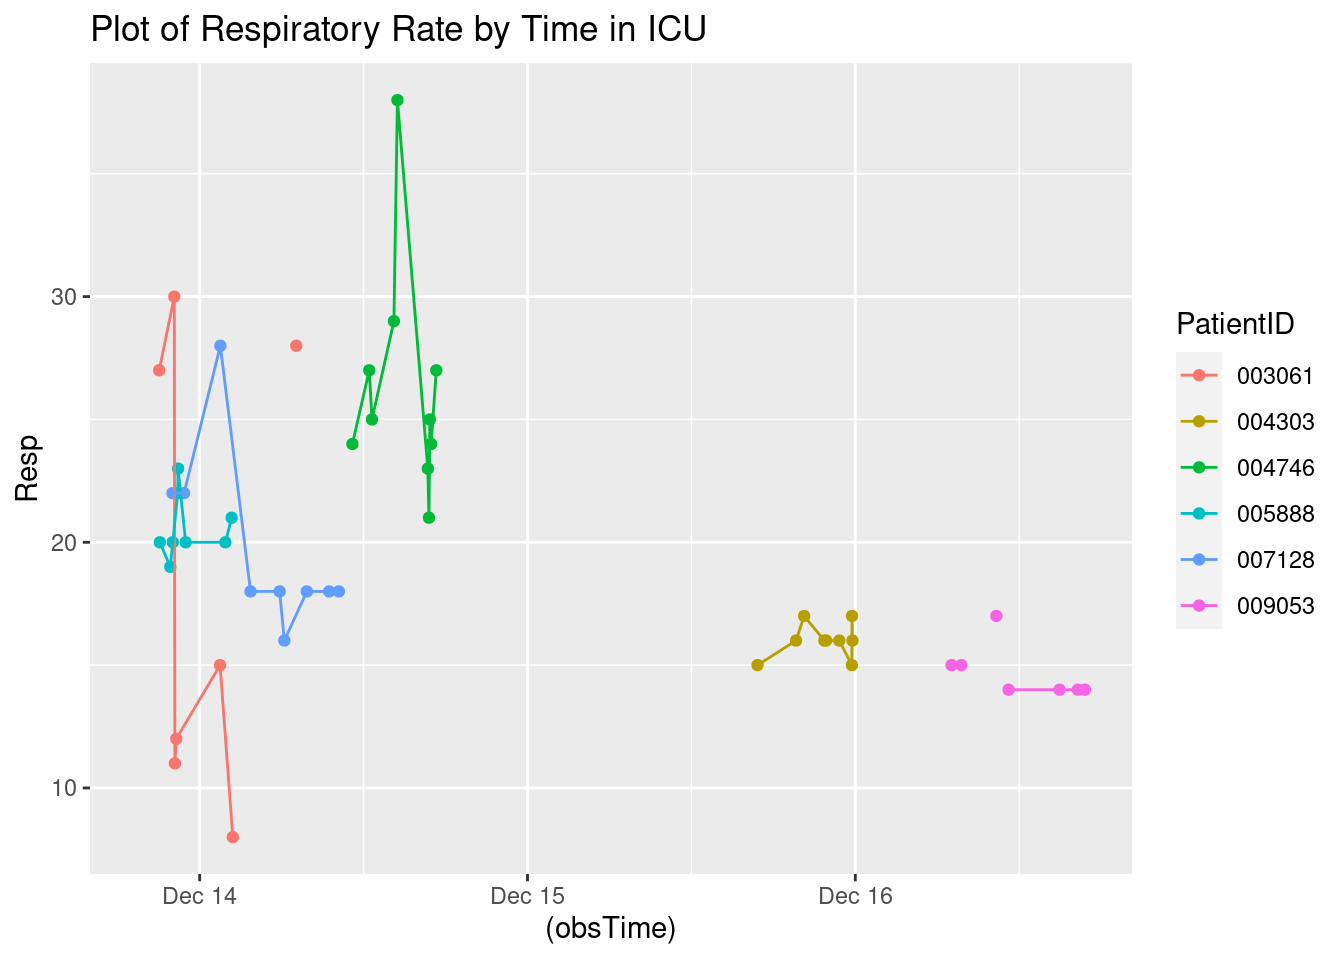 Plot of Respiratory Rate by Time in ICU
Resp
30
20
10
Dec 14
Dec 15
Dec 16
(obsTime)
PatientID
003061
004303
004746
005888
007128
009053